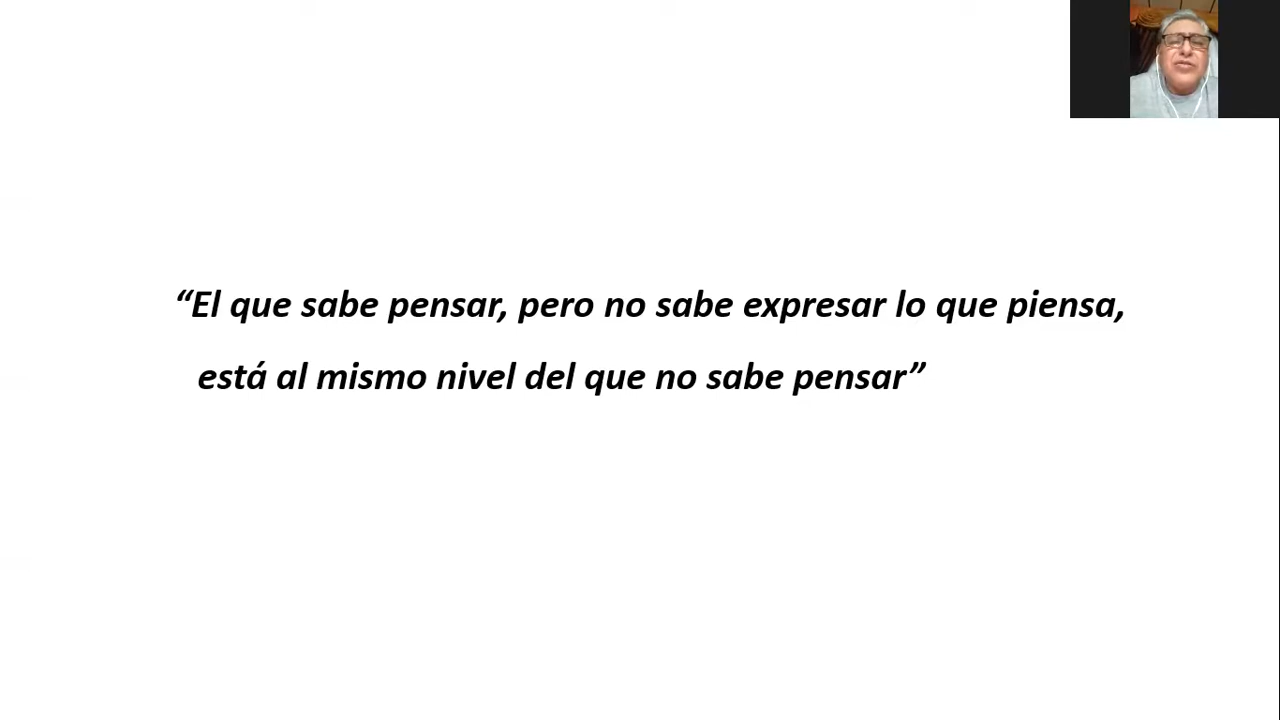 “El que sabe pensar, pero no sabe expresar lo que piensa,
está al mismo nivel del que no sabe pensar”